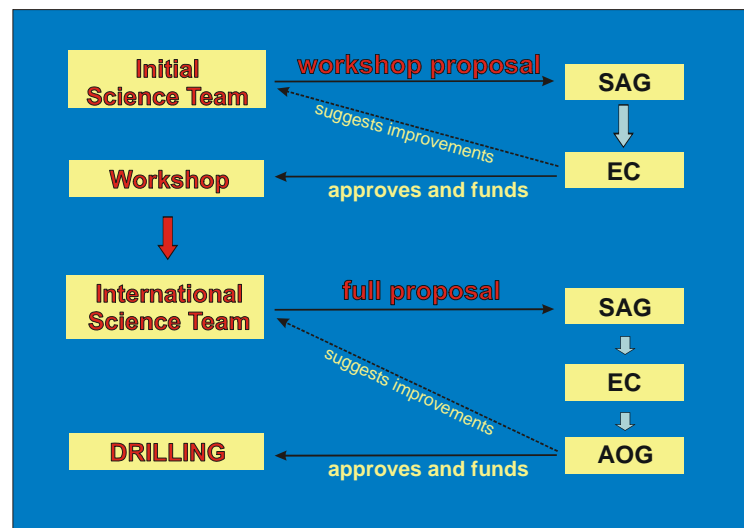 Initial
Science Team
workshop proposal
SAG
suggests improvements
EC
Workshop
approves and funds
International
Science Team
full proposal
SAG
suggests improvements
EC
AOG
DRILLING
approves and funds